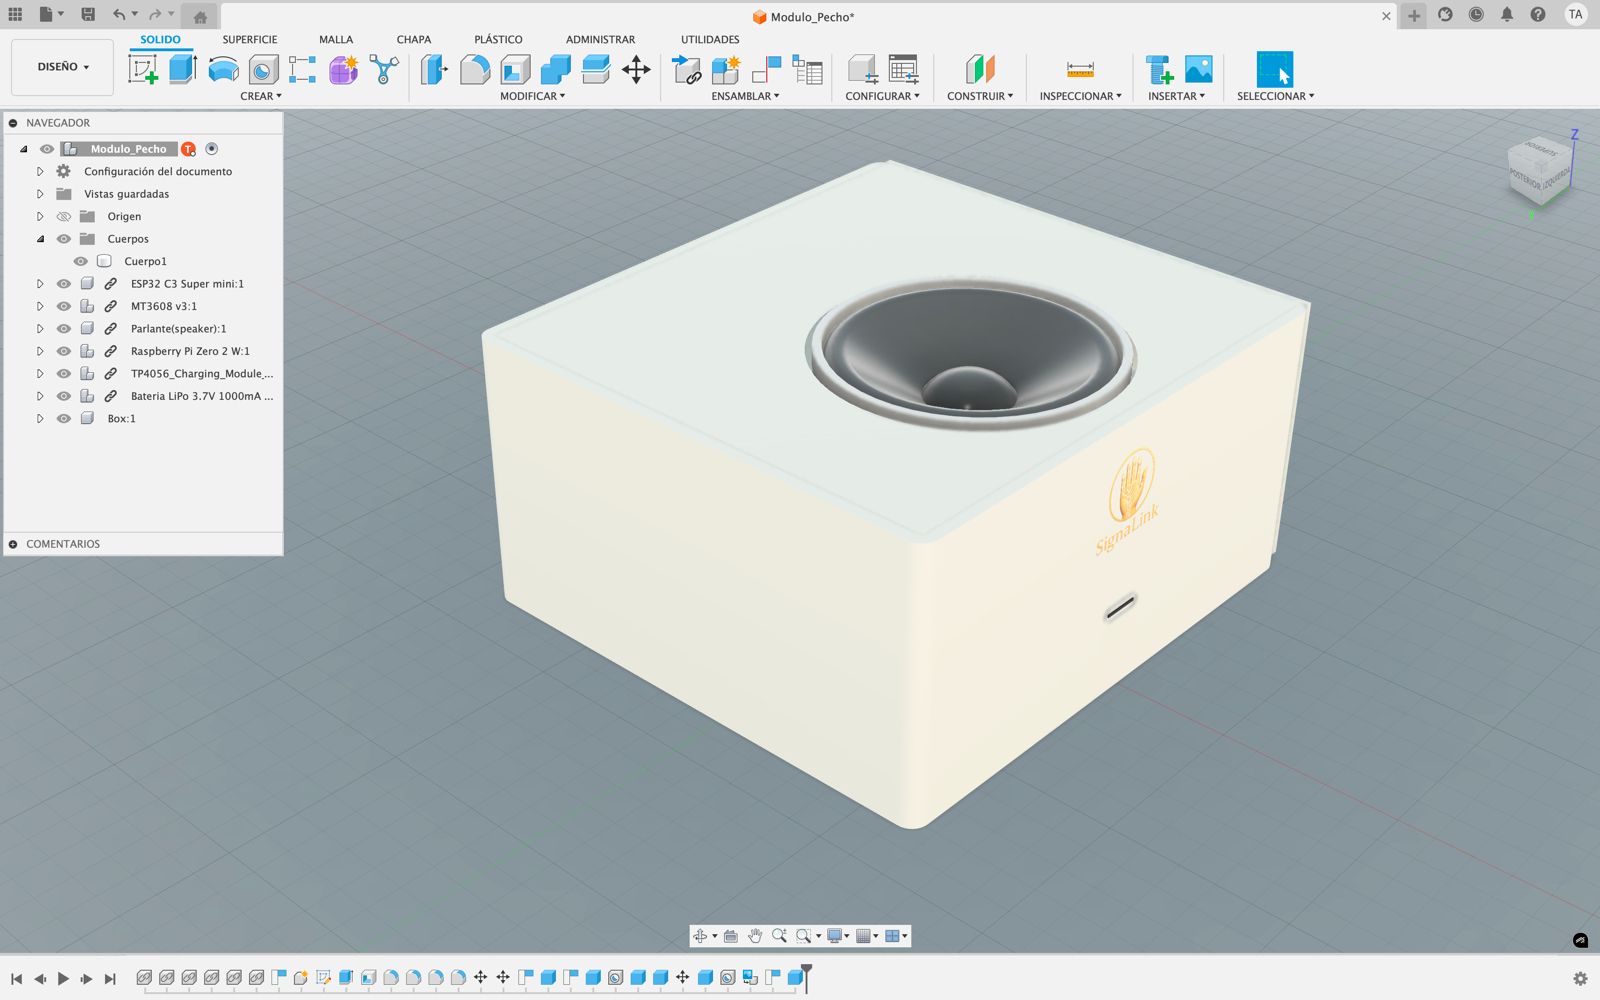 Modulo_Pecho*
TA
DISEÑO
SOLIDO
SUPERFICIE
MALLA
CHAPA
PLÁSTICO
ADMINISTRAR
UTILIDADES
CREAR
MODIFICAR
ENSAMBLAR
CONFIGURAR
CONSTRUIR
INSPECCIONAR
INSERTAR
SELECCIONAR
NAVEGADOR
Modulo_Pecho
Configuración del documento
Vistas guardadas
Origen
Cuerpos
Cuerpo1
ESP32 C3 Super mini:1
MT3608 v3:1
Parlante(speaker):1
Raspberry Pi Zero 2 W:1
TP4056_Charging_Module_...
Bateria LiPo 3.7V 1000mA ...
Box:1
COMENTARIOS
Z
SUPERIOR
POSTERIOR
IZQUIERDA
SignaLink